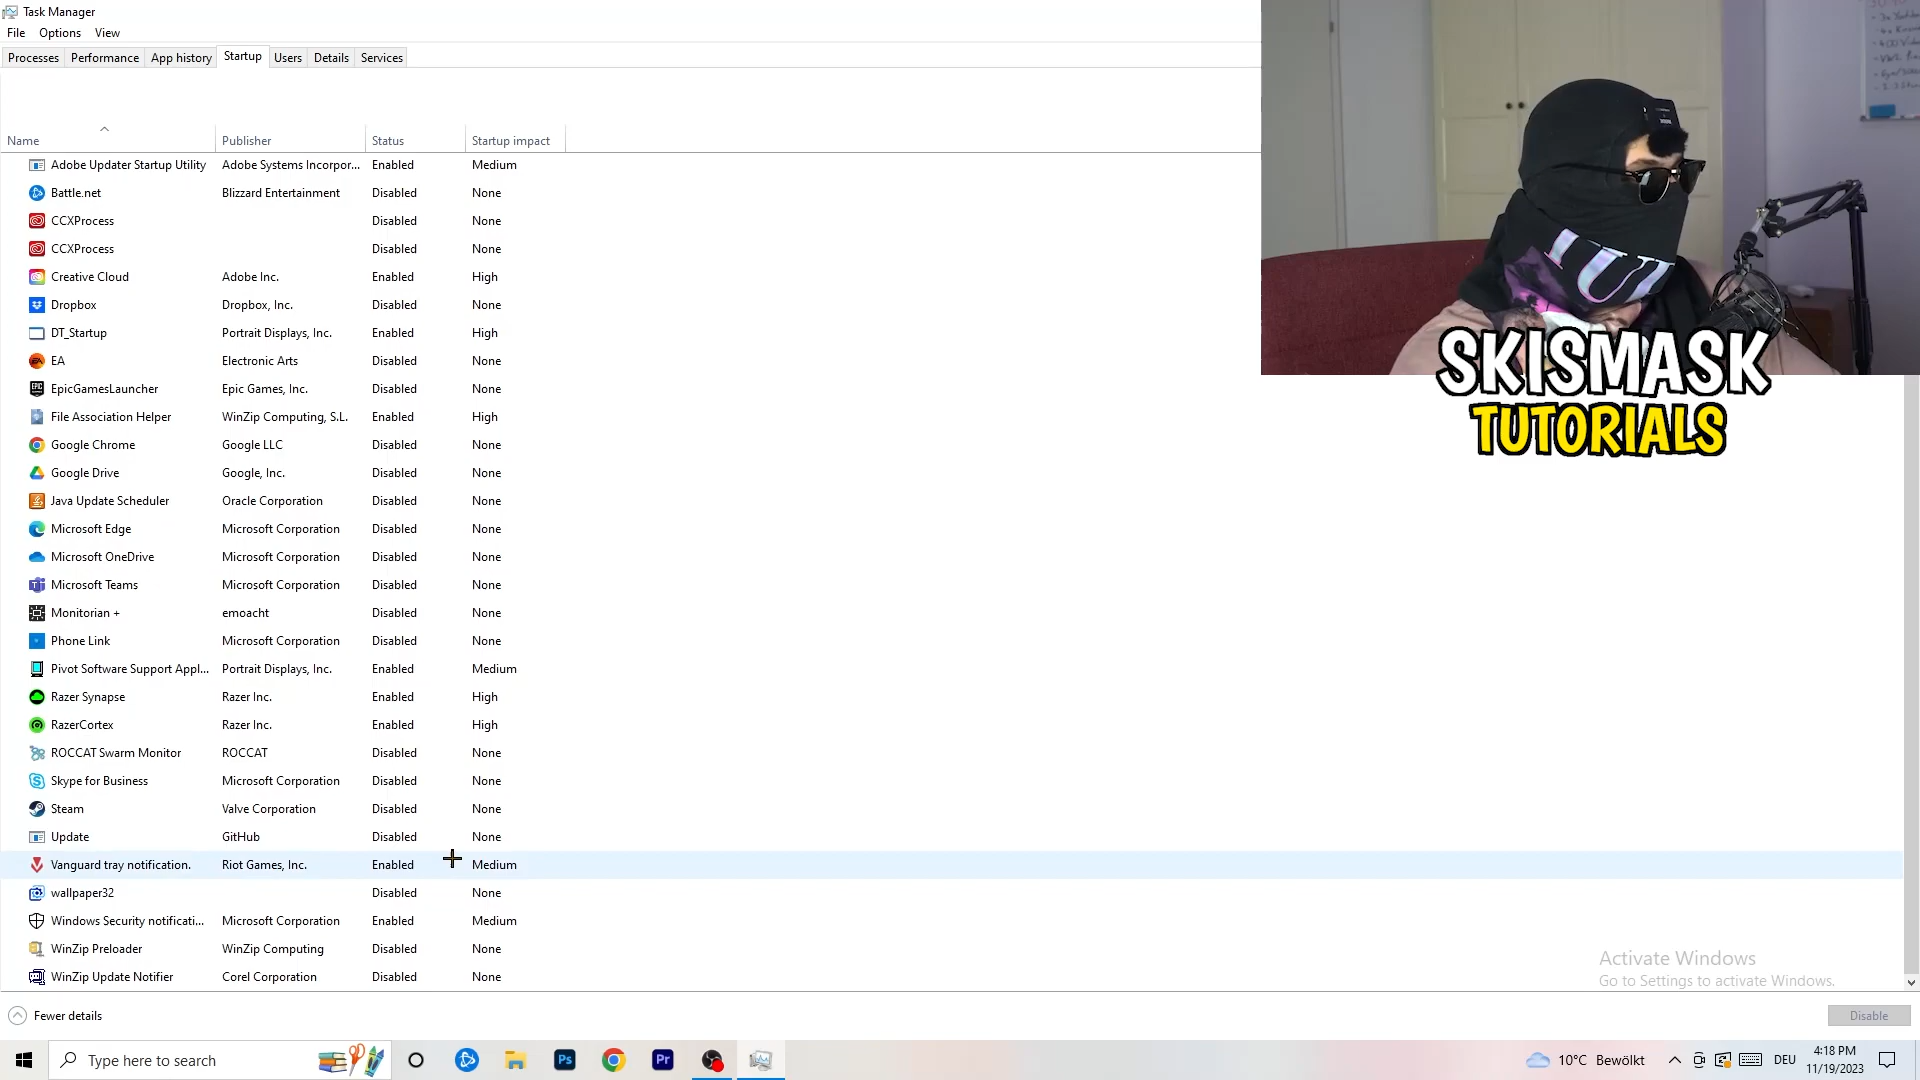 Task Manager
File Options View
Processes Performance App history Startup Users Details Services
Name Publisher Status Startup impact
Adobe Updater Startup Utility Adobe Systems Incorpor... Enabled Medium
Battle.net Blizzard Entertainment Disabled None
CCXProcess Disabled None
CCXProcess Disabled None
Creative Cloud Adobe Inc. Enabled High
Dropbox Dropbox, Inc. Disabled None
DT_Startup Portrait Displays, Inc. Enabled High
EA Electronic Arts Disabled None
EpicGamesLauncher Epic Games, Inc. Disabled None
File Association Helper WinZip Computing, S.L. Enabled High
Google Chrome Google LLC Disabled None
Google Drive Google, Inc. Disabled None
Java Update Scheduler Oracle Corporation Disabled None
Microsoft Edge Microsoft Corporation Disabled None
Microsoft OneDrive Microsoft Corporation Disabled None
Microsoft Teams Microsoft Corporation Disabled None
Monitorian + emoacht Disabled None
Phone Link Microsoft Corporation Disabled None
Pivot Software Support Appl... Portrait Displays, Inc. Enabled Medium
Razer Synapse Razer Inc. Enabled High
RazerCortex Razer Inc. Enabled High
ROCCAT Swarm Monitor ROCCAT Disabled None
Skype for Business Microsoft Corporation Disabled None
Steam Valve Corporation Disabled None
Update GitHub Disabled None
Vanguard tray notification. Riot Games, Inc. Enabled Medium
wallpaper32 Disabled None
Windows Security notificati... Microsoft Corporation Enabled Medium
WinZip Preloader WinZip Computing Disabled None
WinZip Update Notifier Corel Corporation Disabled None
SKISMASK
TUTORIALS
Activate Windows
Go to Settings to activate Windows.
Fewer details
Disable
Type here to search
Ps
Pr
10°C Bewölkt
DEU
4:18 PM
11/19/2023